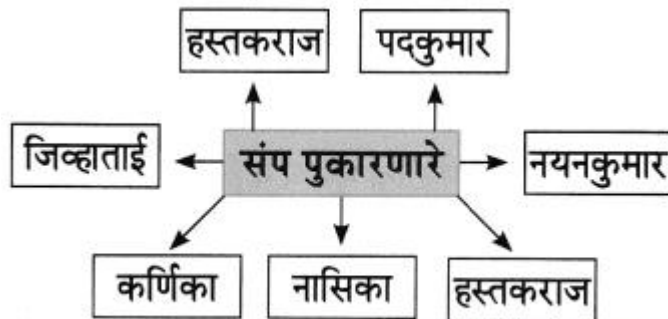 हस्तकराज
पदकुमार
जिव्हाताई
संप पुकारणारे
नयनकुमार
कर्णिका
नासिका
हस्तकराज